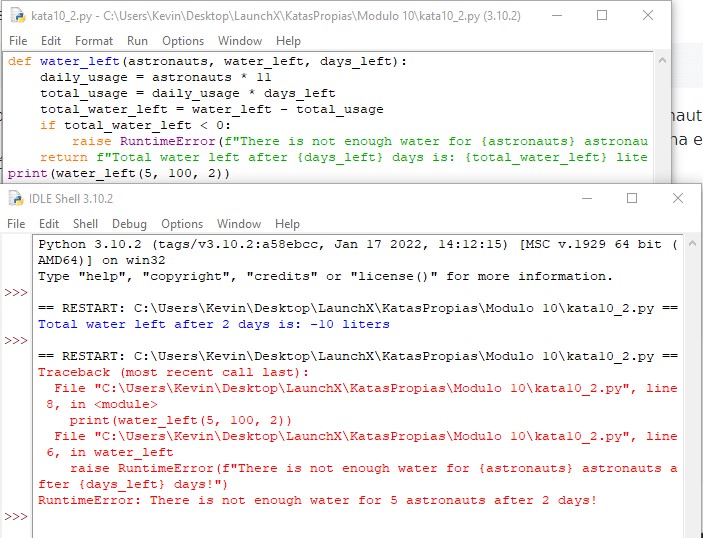 kata10_2.py - C:\Users\Kevin\Desktop\LaunchX\KatasPropias\Modulo 10\kata10_2.py (3.10.2)
File Edit Format Run Options Window Help
def water_left(astronauts, water_left, days_left):
    daily_usage = astronauts * 11
    total_usage = daily_usage * days_left
    total_water_left = water_left - total_usage
    if total_water_left < 0:
        raise RuntimeError(f"There is not enough water for {astronauts} astronau
    return f"Total water left after {days_left} days is: {total_water_left} lite
print(water_left(5, 100, 2))
IDLE Shell 3.10.2
File Edit Shell Debug Options Window Help
Python 3.10.2 (tags/v3.10.2:a58ebcc, Jan 17 2022, 14:12:15) [MSC v.1929 64 bit (
AMD64)] on win32
Type "help", "copyright", "credits" or "license()" for more information.
>>>
== RESTART: C:\Users\Kevin\Desktop\LaunchX\KatasPropias\Modulo 10\kata10_2.py ==
Total water left after 2 days is: -10 liters
>>>
== RESTART: C:\Users\Kevin\Desktop\LaunchX\KatasPropias\Modulo 10\kata10_2.py ==
Traceback (most recent call last):
  File "C:\Users\Kevin\Desktop\LaunchX\KatasPropias\Modulo 10\kata10_2.py", line
8, in <module>
    print(water_left(5, 100, 2))
  File "C:\Users\Kevin\Desktop\LaunchX\KatasPropias\Modulo 10\kata10_2.py", line
6, in water_left
    raise RuntimeError(f"There is not enough water for {astronauts} astronauts a
fter {days_left} days!")
RuntimeError: There is not enough water for 5 astronauts after 2 days!
>>>